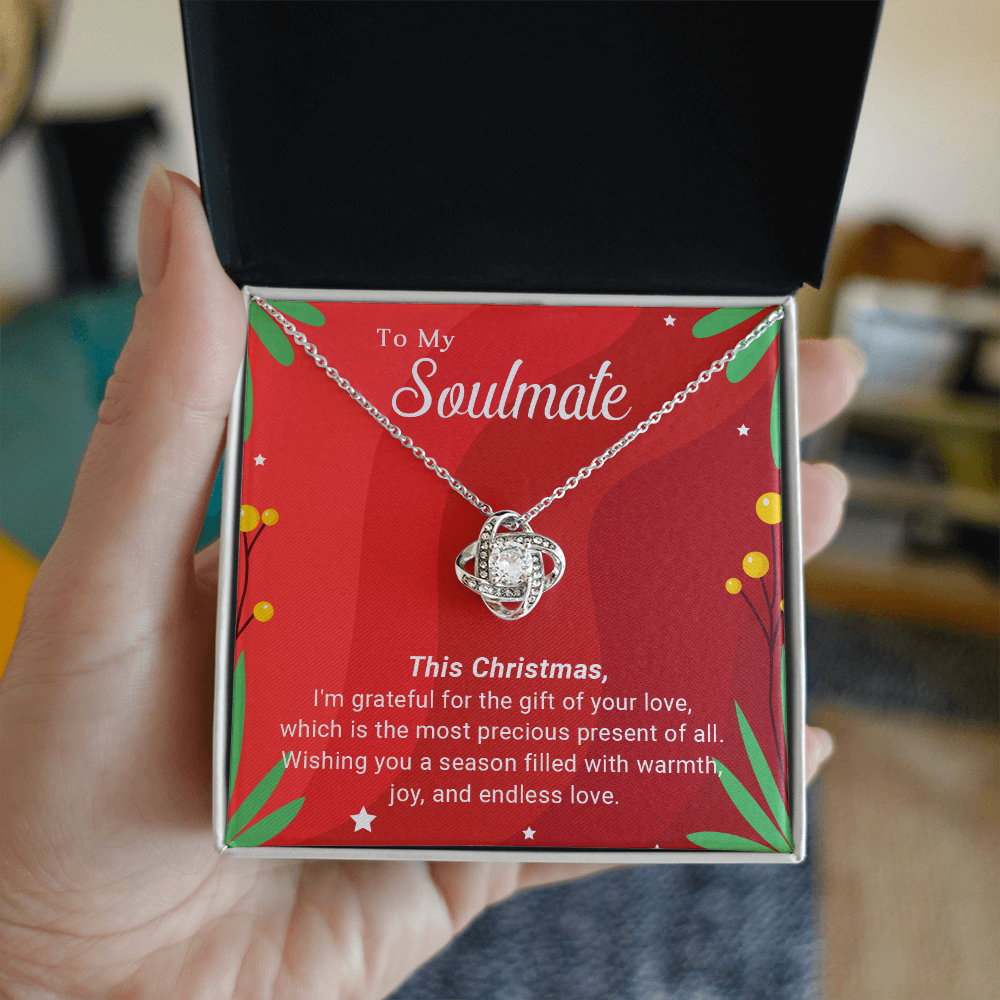 To My
Soulmate
This Christmas,
I'm grateful for the gift of your love,
which is the most precious present of all.
Wishing you a season filled with warmth,
joy, and endless love.